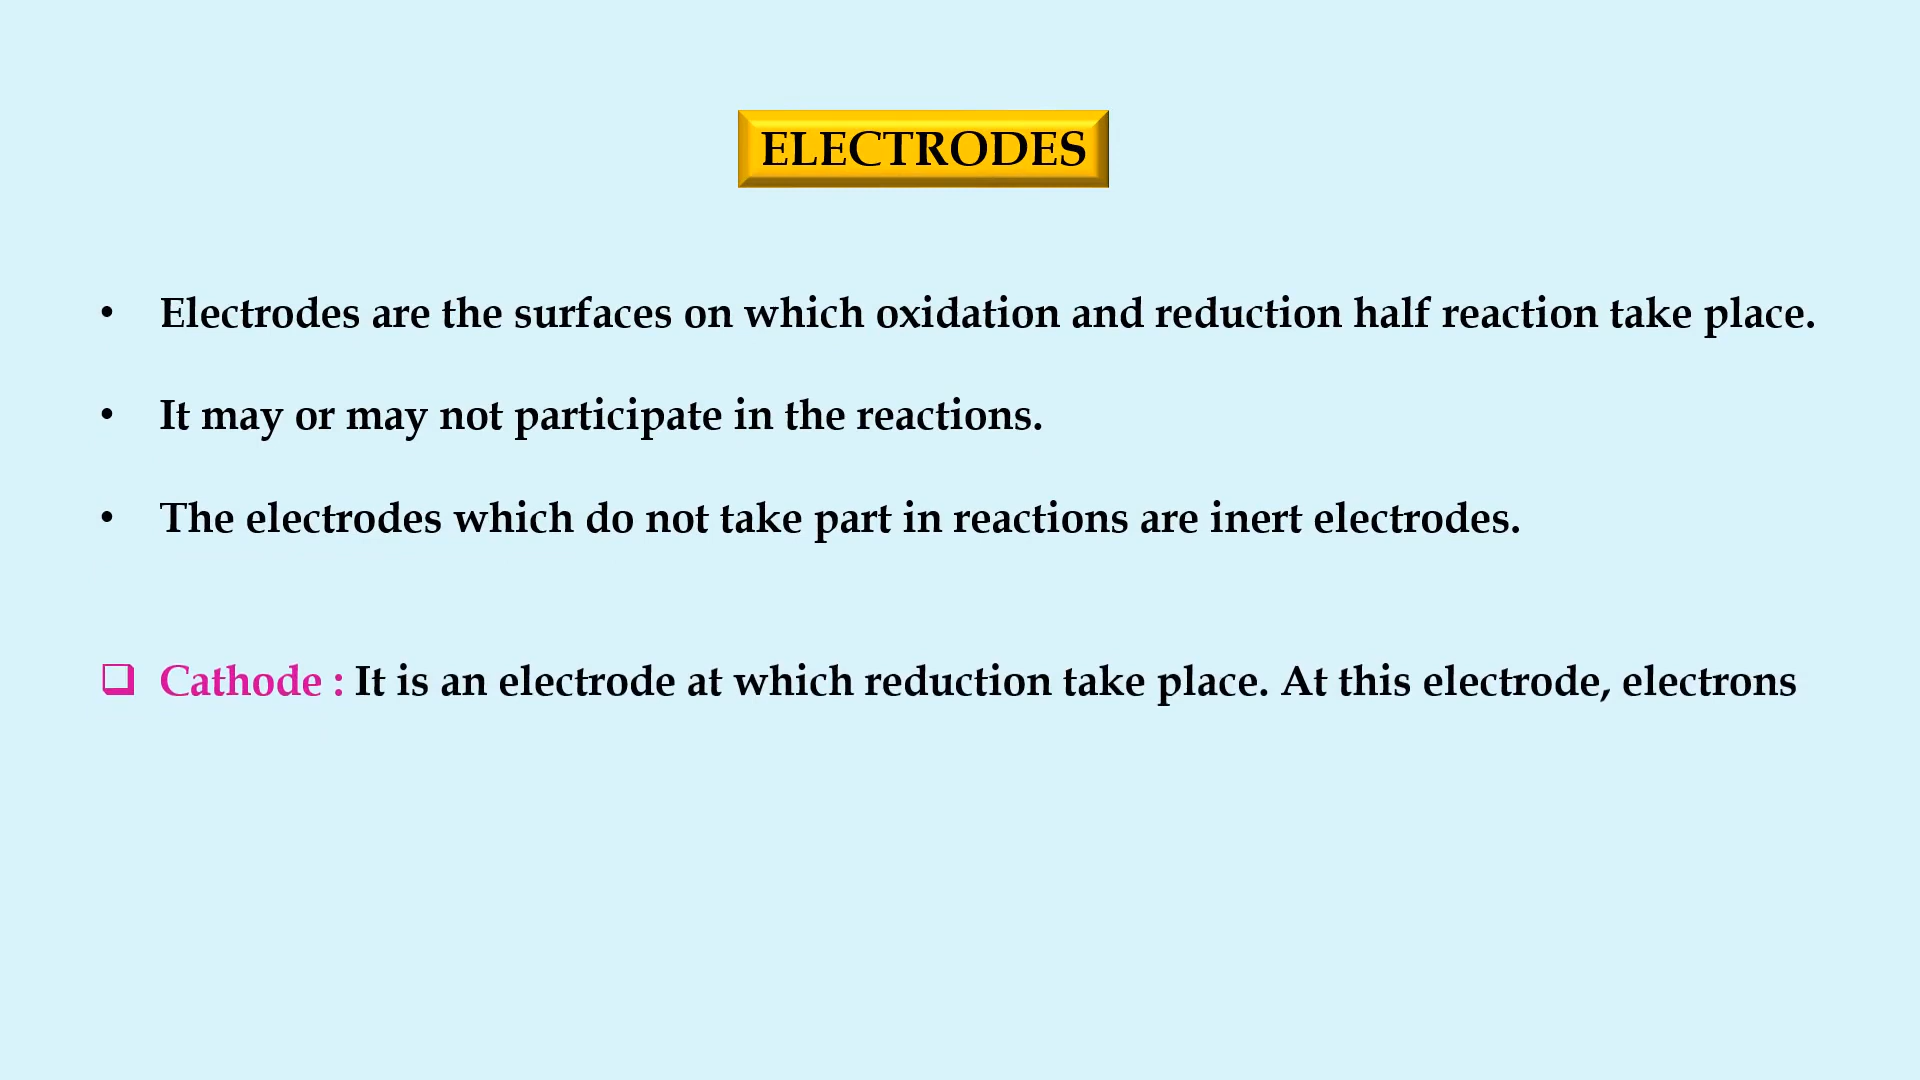 ELECTRODES
• Electrodes are the surfaces on which oxidation and reduction half reaction take place.
• It may or may not participate in the reactions.
• The electrodes which do not take part in reactions are inert electrodes.
❑ Cathode : It is an electrode at which reduction take place. At this electrode, electrons